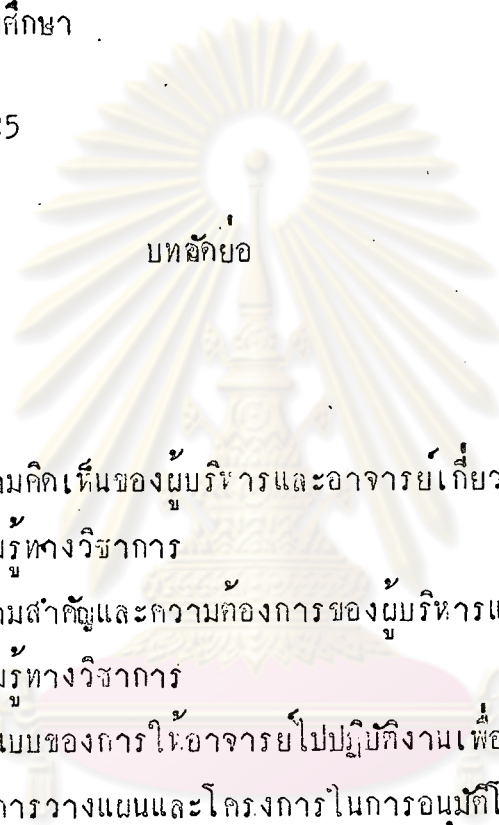 ศึกษา
5
บทคัดย่อ
ามคิดเห็นของผู้บริหารและอาจารย์เกี่ยว
มรู้ทางวิชาการ
ามสำคัญและความต้องการของผู้บริหารแ
มรู้ทางวิชาการ
แบบของการให้อาจารย์ไปปฏิบัติงานเพื่อ
การวางแผนและโครงการในการอนุมัติโ